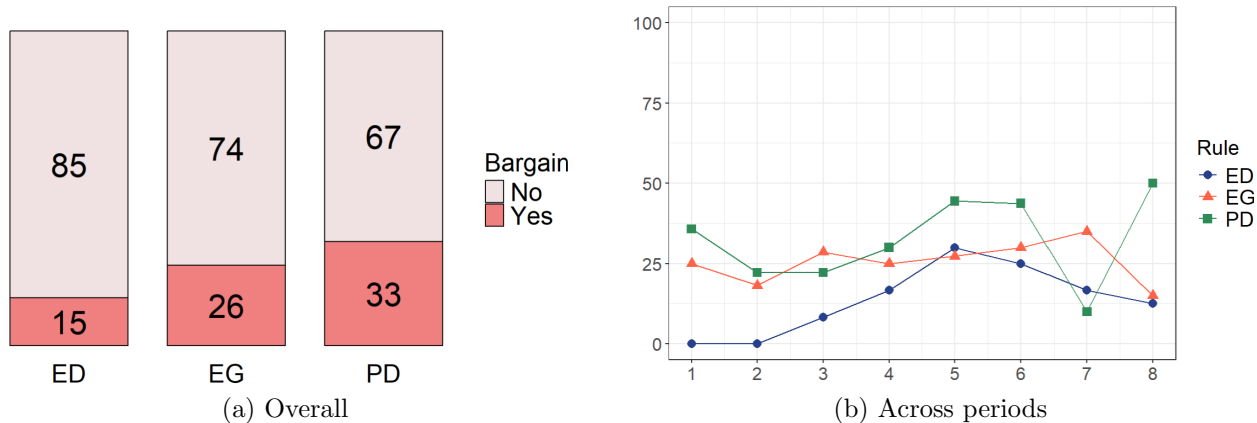 85
74
67
15
26
33
ED
EG
PD
Bargain
No
Yes
(a) Overall
100
75
50
25
0
1 2 3 4 5 6 7 8
Rule
ED
EG
PD
(b) Across periods